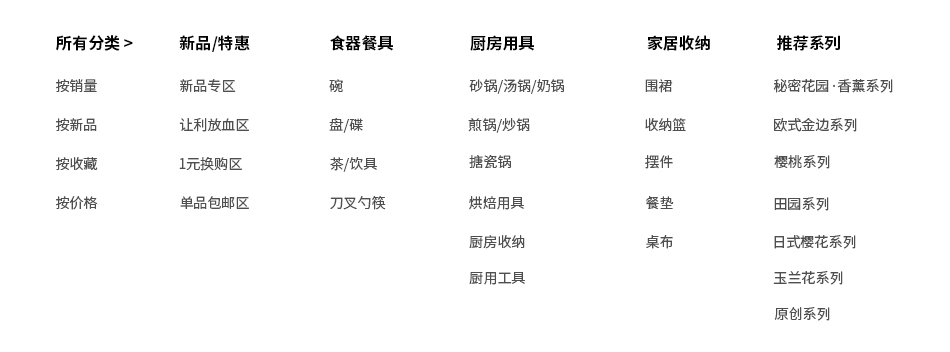 所有分类 > 新品/特惠 食器餐具 厨房用具 家居收纳 推荐系列
按销量 新品专区 碗 砂锅/汤锅/奶锅 围裙 秘密花园·香薰系列
按新品 让利放血区 盘/碟 煎锅/炒锅 收纳篮 欧式金边系列
按收藏 1元换购区 茶/饮具 搪瓷锅 摆件 樱桃系列
按价格 单品包邮区 刀叉勺筷 烘焙用具 餐垫 田园系列
厨房收纳 桌布 日式樱花系列
厨用工具 玉兰花系列
原创系列